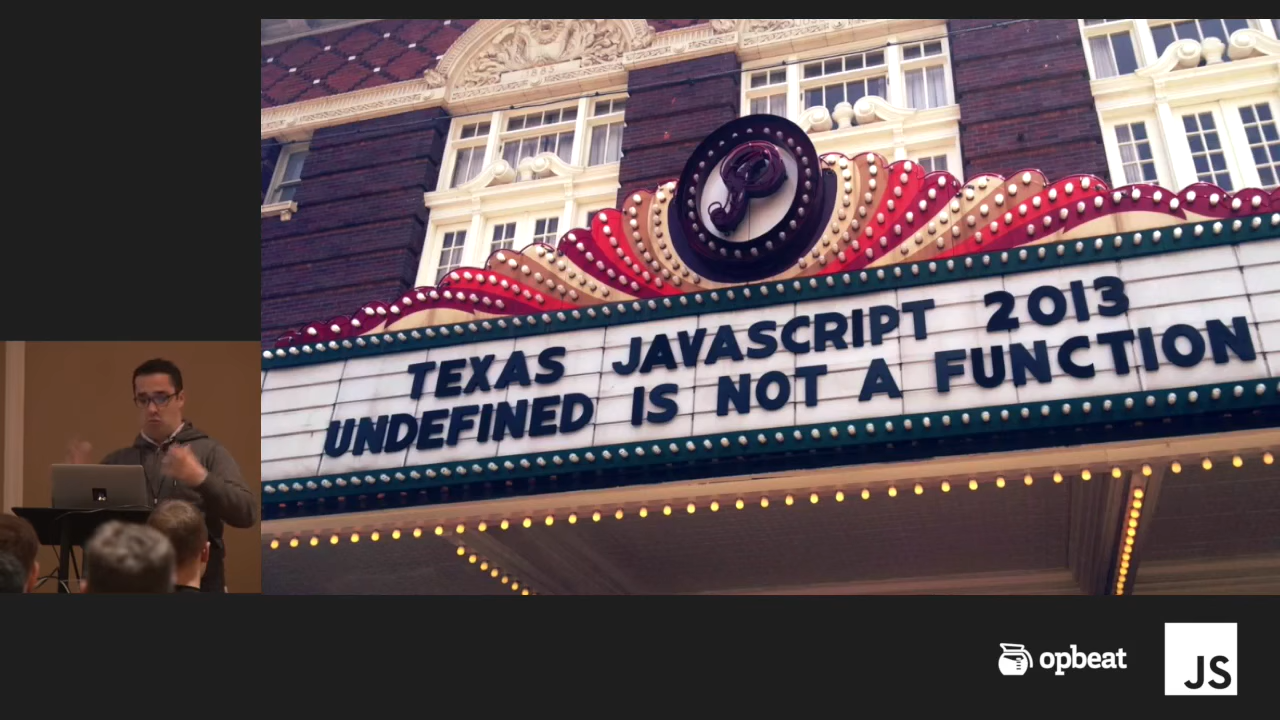 TEXAS JAVASCRIPT 2013
UNDEFINED IS NOT A FUNCTION
opbeat
JS